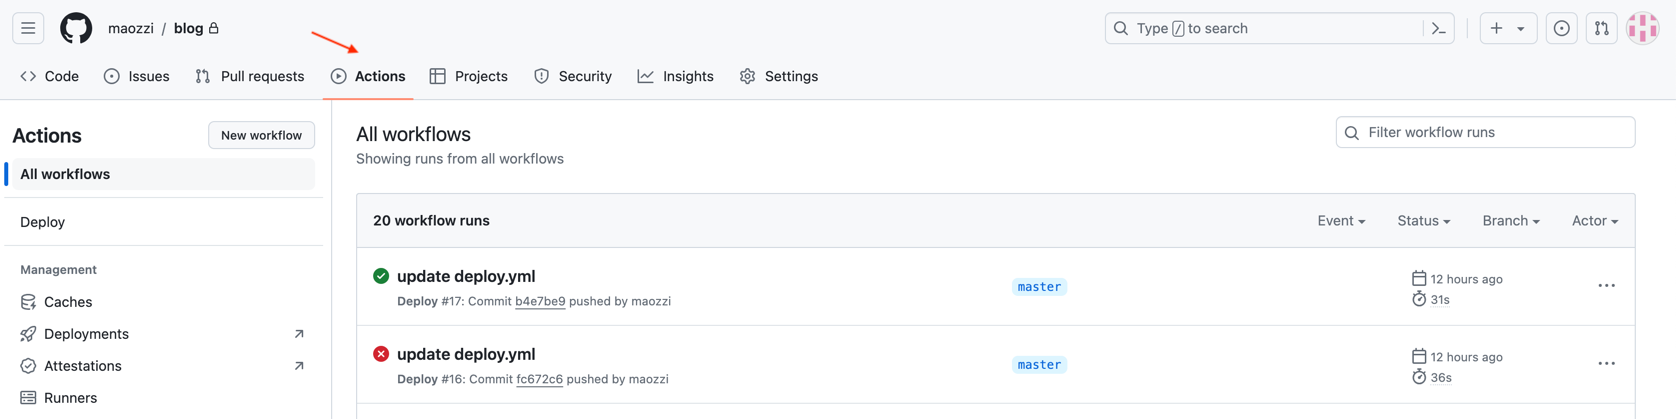 maozzi / blog
Type / to search
Code Issues Pull requests Actions Projects Security Insights Settings
Actions
New workflow
All workflows
Deploy
Management
Caches
Deployments
Attestations
Runners
All workflows
Showing runs from all workflows
Filter workflow runs
20 workflow runs
Event Status Branch Actor
update deploy.yml
Deploy #17: Commit b4e7be9 pushed by maozzi
master
12 hours ago
31s
update deploy.yml
Deploy #16: Commit fc672c6 pushed by maozzi
master
12 hours ago
36s